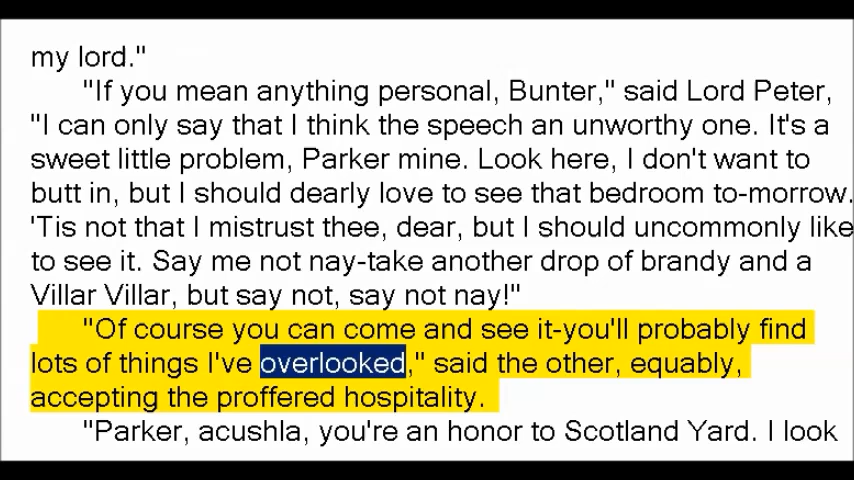 my lord."
"If you mean anything personal, Bunter," said Lord Peter,
"I can only say that I think the speech an unworthy one. It's a
sweet little problem, Parker mine. Look here, I don't want to
butt in, but I should dearly love to see that bedroom to-morrow.
'Tis not that I mistrust thee, dear, but I should uncommonly like
to see it. Say me not nay-take another drop of brandy and a
Villar Villar, but say not, say not nay!"
"Of course you can come and see it-you'll probably find
lots of things I've overlooked," said the other, equably,
accepting the proffered hospitality.
"Parker, acushla, you're an honor to Scotland Yard. I look